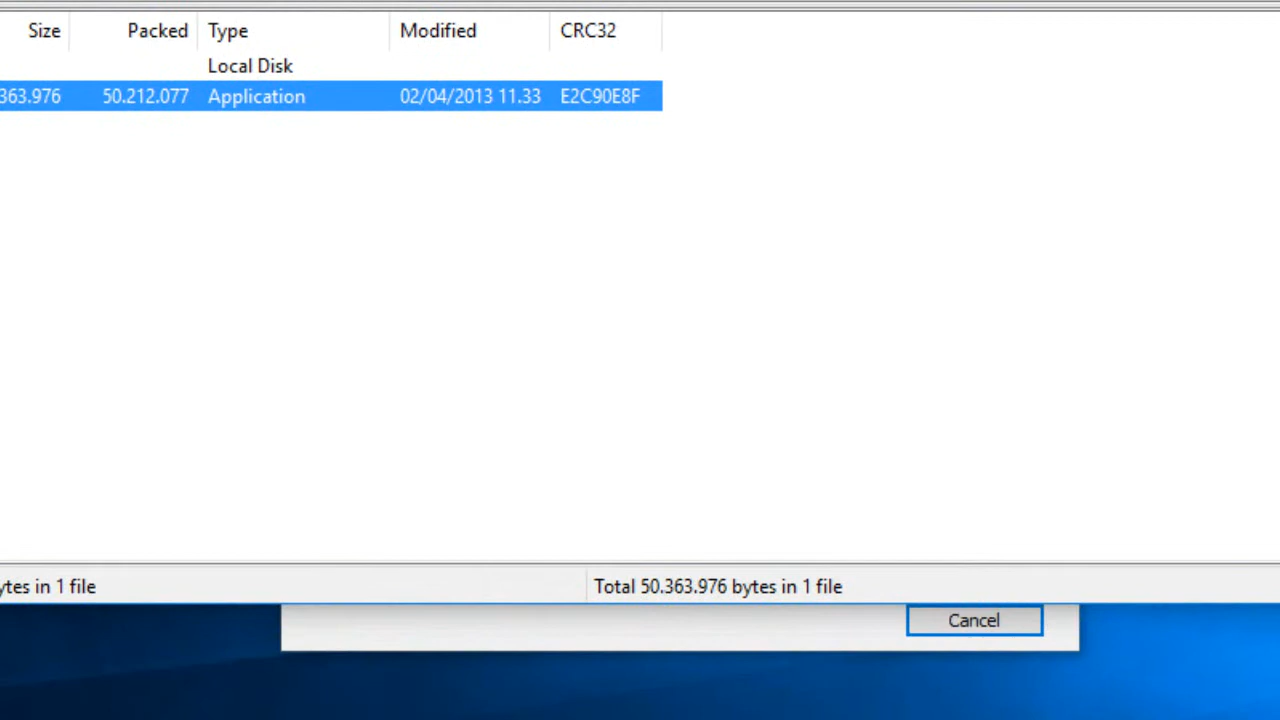 Size Packed Type Modified CRC32
Local Disk
363.976 50.212.077 Application 02/04/2013 11.33 E2C90E8F
ytes in 1 file Total 50.363.976 bytes in 1 file
Cancel